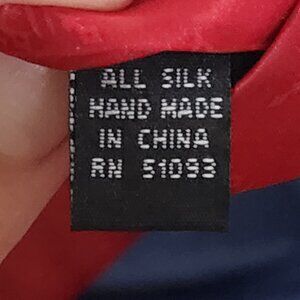 ALL SILK
HAND MADE
IN CHINA
RN 51093